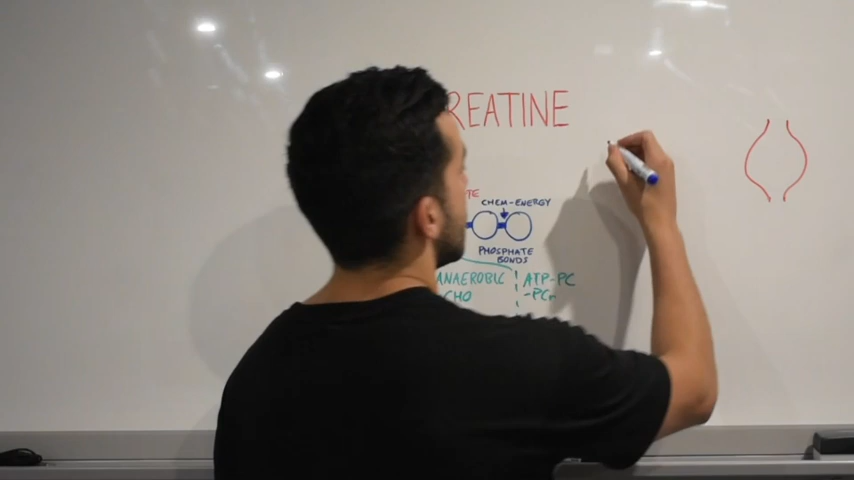 REATINE
TE
CHEM-ENERGY
PHOSPHATE
BONDS
ANAEROBIC
CHO
ATP-PC
-PCr